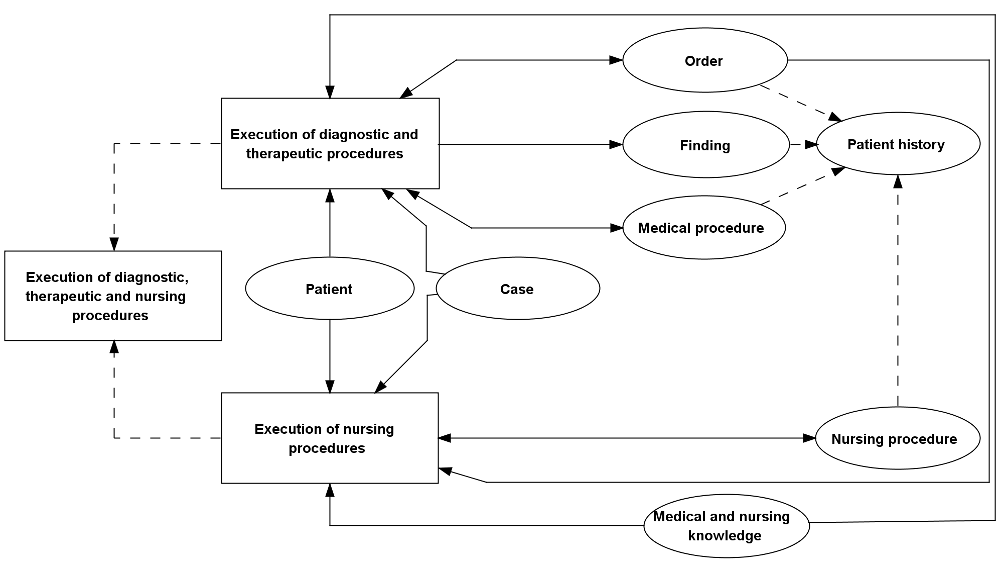 Order
Execution of diagnostic and
therapeutic procedures
Finding
Patient history
Medical procedure
Execution of diagnostic,
therapeutic and nursing
procedures
Patient
Case
Execution of nursing
procedures
Nursing procedure
Medical and nursing
knowledge